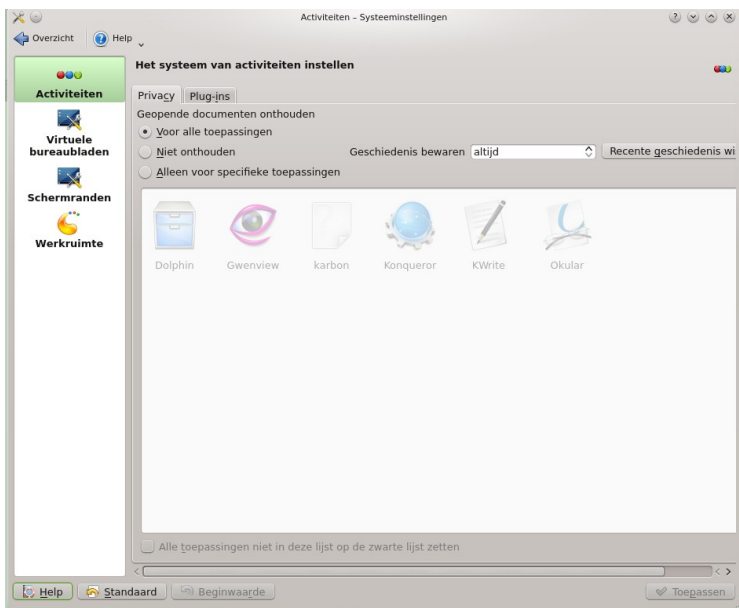 Activiteiten – Systeeminstellingen
Overzicht Help
Activiteiten
Virtuele
bureaubladen
Schermranden
Werkruimte
Het systeem van activiteiten instellen
Privacy Plug-ins
Geopende documenten onthouden
Voor alle toepassingen
Niet onthouden Geschiedenis bewaren altijd Recente geschiedenis wi
Alleen voor specifieke toepassingen
Dolphin Gwenview karbon Konqueror KWrite Okular
Alle toepassingen niet in deze lijst op de zwarte lijst zetten
Help Standaard Beginwaarde Toepassen